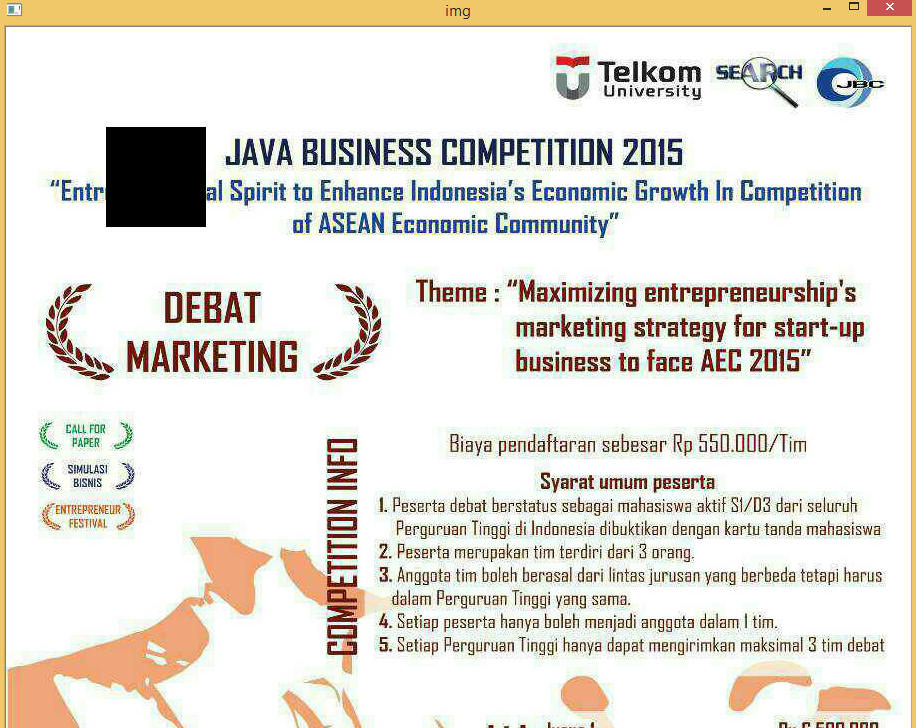 img
Telkom
University
SEARCH
JBC
JAVA BUSINESS COMPETITION 2015
"Entr al Spirit to Enhance Indonesia's Economic Growth In Competition
of ASEAN Economic Community"
DEBAT
MARKETING
Theme : "Maximizing entrepreneurship's
marketing strategy for start-up
business to face AEC 2015"
CALL FOR
PAPER
SIMULASI
BISNIS
ENTREPRENEUR
FESTIVAL
COMPETITION INFO
Biaya pendaftaran sebesar Rp 550.000/Tim
Syarat umum peserta
1. Peserta debat berstatus sebagai mahasiswa aktif S1/D3 dari seluruh
Perguruan Tinggi di Indonesia dibuktikan dengan kartu tanda mahasiswa
2. Peserta merupakan tim terdiri dari 3 orang.
3. Anggota tim boleh berasal dari lintas jurusan yang berbeda tetapi harus
dalam Perguruan Tinggi yang sama.
4. Setiap peserta hanya boleh menjadi anggota dalam 1 tim.
5. Setiap Perguruan Tinggi hanya dapat mengirimkan maksimal 3 tim debat